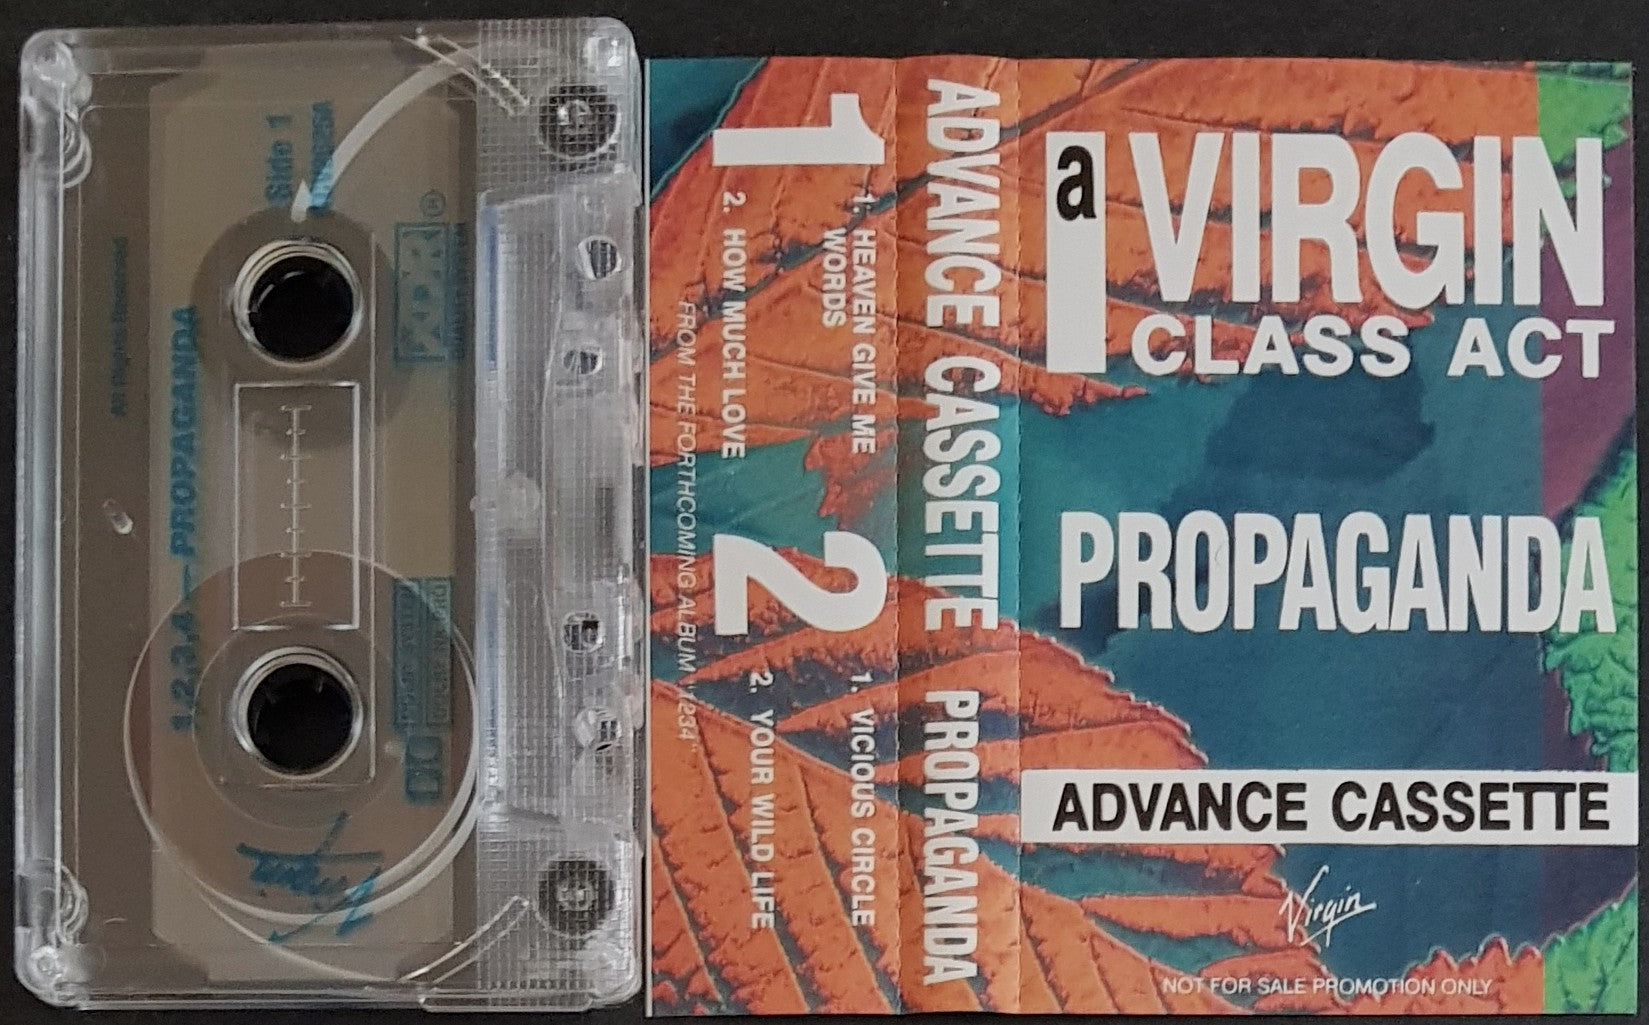 Side 1
1,2,3,4 — PROPAGANDA
All Rights Reserved
1
1. HEAVEN GIVE ME
WORDS
2. HOW MUCH LOVE
2
1. VICIOUS CIRCLE
2. YOUR WILD LIFE
FROM THE FORTHCOMING ALBUM "1234"
ADVANCE CASSETTE PROPAGANDA
a VIRGIN
CLASS ACT
PROPAGANDA
ADVANCE CASSETTE
Virgin
NOT FOR SALE PROMOTION ONLY